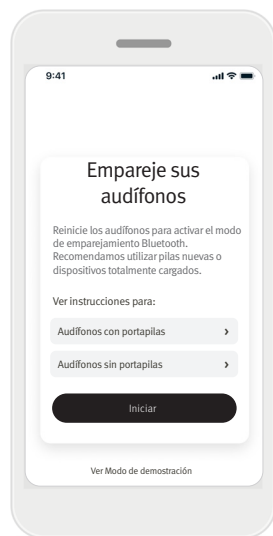 9:41
Empareje sus
audífonos
Reinicie los audífonos para activar el modo
de emparejamiento Bluetooth.
Recomendamos utilizar pilas nuevas o
dispositivos totalmente cargados.
Ver instrucciones para:
Audífonos con portapilas
Audífonos sin portapilas
Iniciar
Ver Modo de demostración